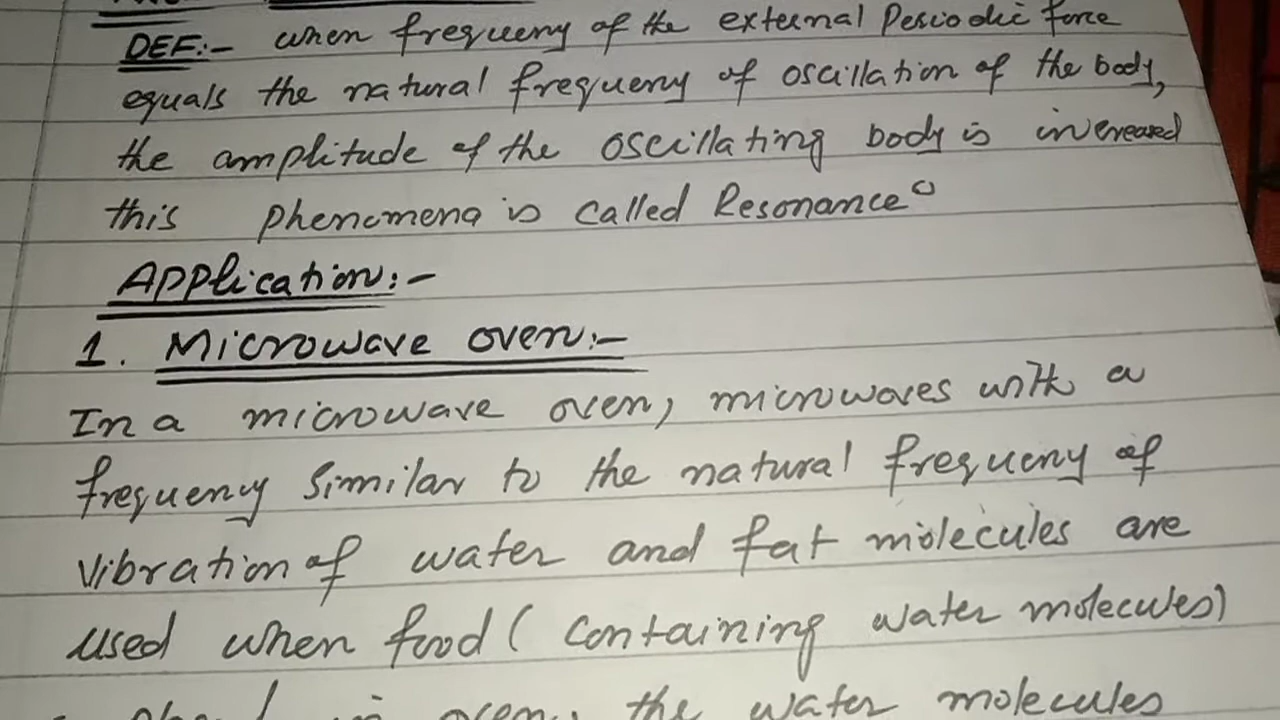 DEF:- when frequency of the external Periodic force
equals the natural frequency of oscillation of the body,
the amplitude of the oscillating body is increased
this phenomena is called Resonance
Application:-
1. Microwave oven:-
In a microwave oven, microwaves with a
frequency similar to the natural frequency of
vibration of water and fat molecules are
used when food ( containing water molecules)
in oven, the water molecules